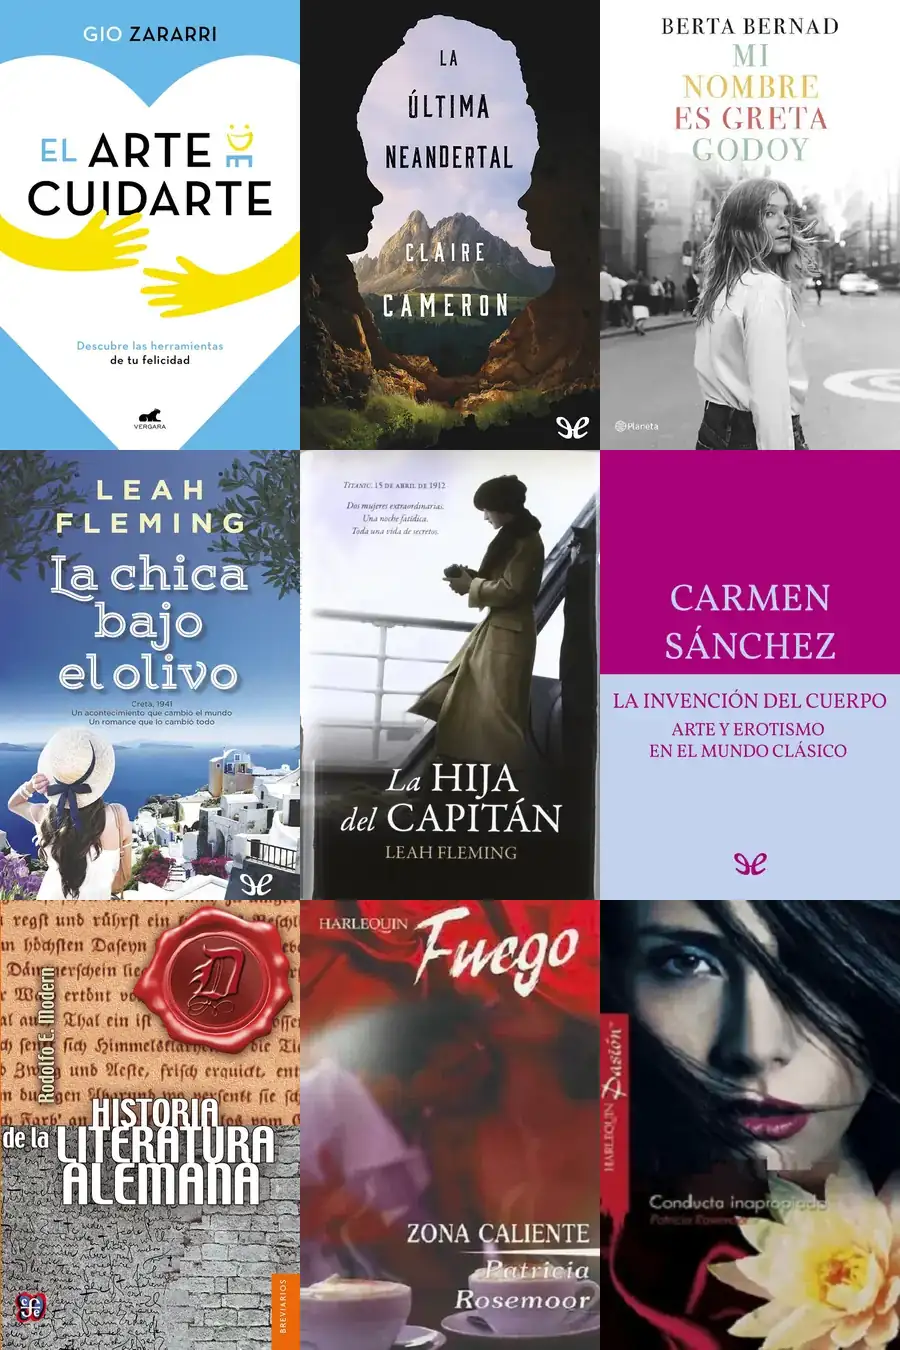 GIO ZARARRI
EL ARTE DE
CUIDARTE
Descubre las herramientas
de tu felicidad
VERGARA
LA
ÚLTIMA
NEANDERTAL
CLAIRE
CAMERON
BERTA BERNAD
MI
NOMBRE
ES GRETA
GODOY
Planeta
LEAH
FLEMING
La chica
bajo
el olivo
Creta, 1941
Un acontecimiento que cambió el mundo
Un romance que lo cambió todo
TITANIC, 15 DE ABRIL DE 1912
Dos mujeres extraordinarias.
Una noche fatídica.
Toda una vida de secretos.
La HIJA
del CAPITÁN
LEAH FLEMING
CARMEN
SÁNCHEZ
LA INVENCIÓN DEL CUERPO
ARTE Y EROTISMO
EN EL MUNDO CLÁSICO
Rodolfo E. Modern
D
HISTORIA
de la LITERATURA
ALEMANA
BREVIARIOS
HARLEQUIN
Fuego
ZONA CALIENTE
Patricia
Rosemoor
HARLEQUIN Pasión
Conducta inapropiada
Patricia Rosemoor